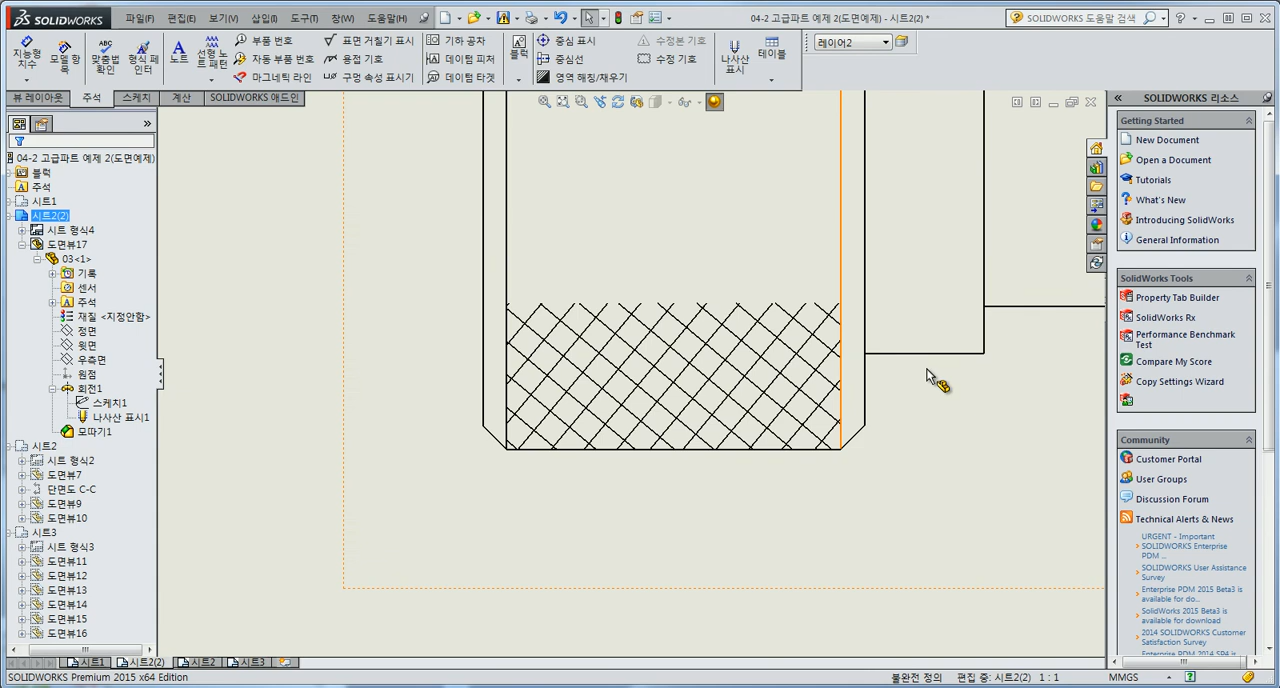 SOLIDWORKS
파일(F)
편집(E)
보기(V)
삽입(I)
도구(T)
창(W)
도움말(H)
04-2 고급파트 예제 2(도면예제) - 시트2(2) *
SOLIDWORKS 도움말 검색
지능형 치수
모델 항목
ABC
맞춤법 확인
형식 페인터
노트
선형 노트 패턴
부품 번호
자동 부품 번호
마그네틱 라인
표면 거칠기 표시
용접 기호
구멍 속성 표시기
기하 공차
데이텀 피처
데이텀 타겟
블럭
중심 표시
중심선
영역 해칭/채우기
수정본 기호
수정 기호
나사산 표시
테이블
레이어2
뷰 레이아웃
주석
스케치
계산
SOLIDWORKS 애드인
04-2 고급파트 예제 2(도면예제)
블럭
주석
시트1
시트2(2)
시트 형식4
도면뷰17
03<1>
기록
센서
주석
재질 <지정안함>
정면
윗면
우측면
원점
회전1
스케치1
나사산 표시1
모따기1
시트2
시트 형식2
도면뷰7
단면도 C-C
도면뷰9
도면뷰10
시트3
시트 형식3
도면뷰11
도면뷰12
도면뷰13
도면뷰14
도면뷰15
도면뷰16
SOLIDWORKS 리소스
Getting Started
New Document
Open a Document
Tutorials
What's New
Introducing SolidWorks
General Information
SolidWorks Tools
Property Tab Builder
SolidWorks Rx
Performance Benchmark
Test
Compare My Score
Copy Settings Wizard
Community
Customer Portal
User Groups
Discussion Forum
Technical Alerts & News
URGENT - Important
SOLIDWORKS Enterprise
PDM ...
SOLIDWORKS User Assistance
Survey
Enterprise PDM 2015 Beta3 is
available for do...
SolidWorks 2015 Beta3 is
available for download
2014 SOLIDWORKS Customer
Satisfaction Survey
Enterprise PDM 2014 SP4 is
시트1
시트2(2)
시트2
시트3
SOLIDWORKS Premium 2015 x64 Edition
불완전 정의
편집 중: 시트2(2)
1 : 1
MMGS